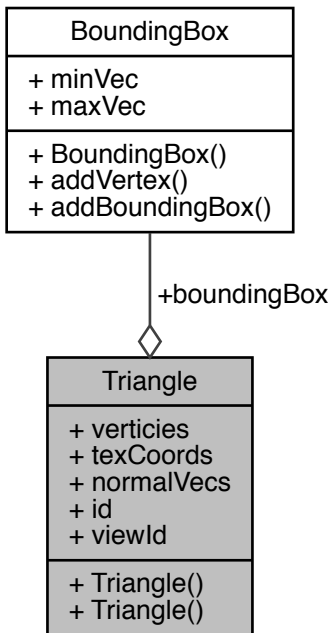 BoundingBox
+ minVec
+ maxVec
+ BoundingBox()
+ addVertex()
+ addBoundingBox()
+boundingBox
Triangle
+ verticies
+ texCoords
+ normalVecs
+ id
+ viewId
+ Triangle()
+ Triangle()